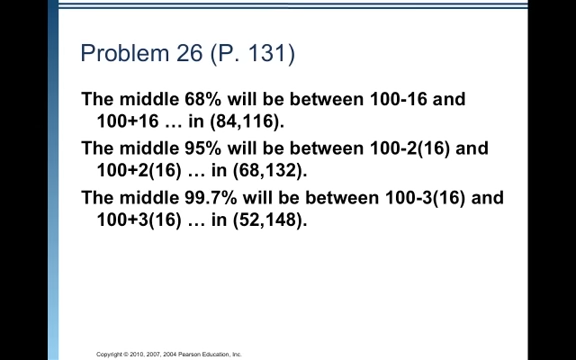 Problem 26 (P. 131)
The middle 68% will be between 100-16 and
100+16 … in (84,116).
The middle 95% will be between 100-2(16) and
100+2(16) … in (68,132).
The middle 99.7% will be between 100-3(16) and
100+3(16) … in (52,148).
Copyright © 2010, 2007, 2004 Pearson Education, Inc.